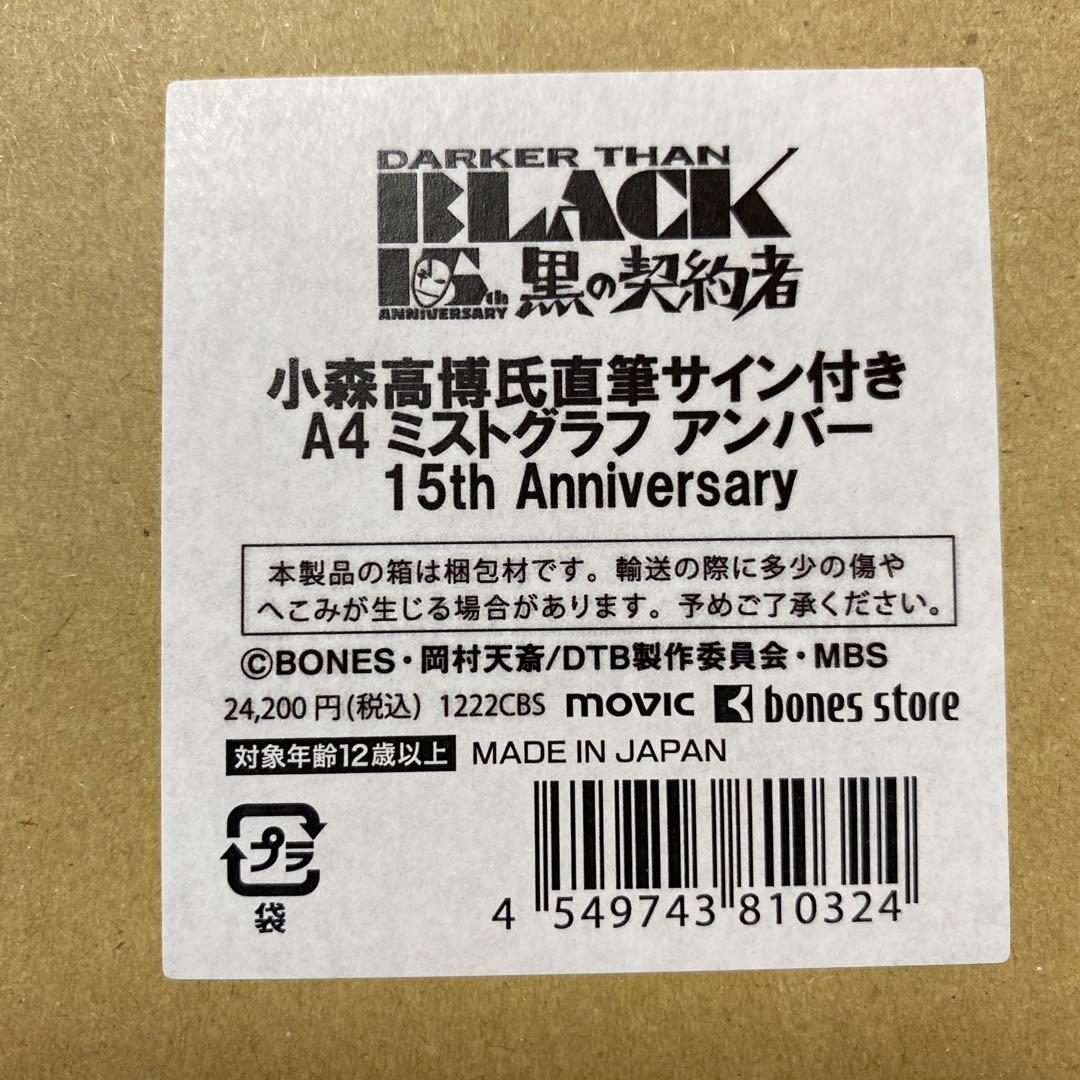 DARKER THAN
BLACK
15th 黒の契約者
ANNIVERSARY
小森高博氏直筆サイン付き
A4 ミストグラフ アンバー
15th Anniversary
本製品の箱は梱包材です。輸送の際に多少の傷や
へこみが生じる場合があります。予めご了承ください。
©BONES・岡村天斎/DTB製作委員会・MBS
24,200円(税込) 1222CBS movic bones store
対象年齢12歳以上 MADE IN JAPAN
プラ
袋
4 549743 810324